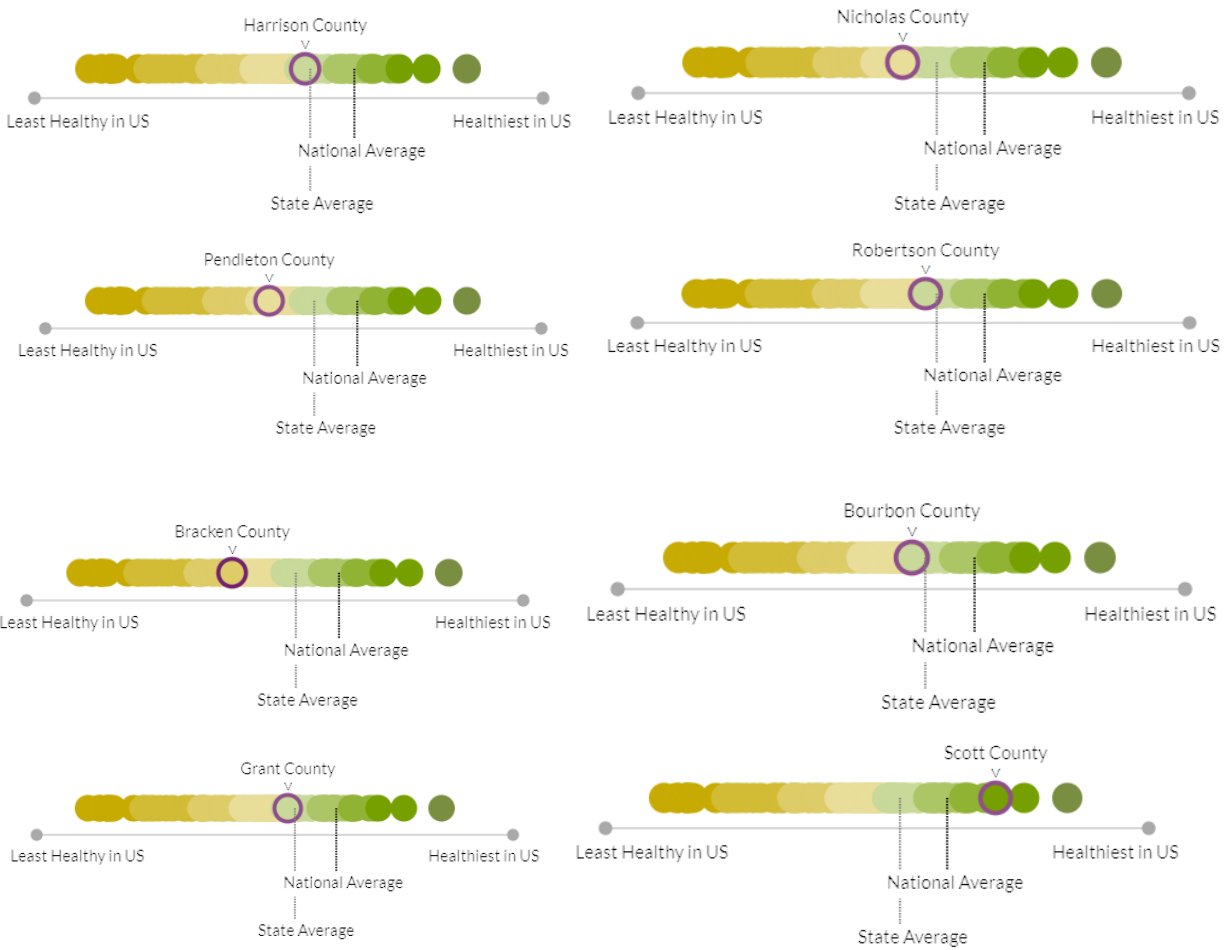 Harrison County
Least Healthy in US
Healthiest in US
National Average
State Average
Nicholas County
Least Healthy in US
Healthiest in US
National Average
State Average
Pendleton County
Least Healthy in US
Healthiest in US
National Average
State Average
Robertson County
Least Healthy in US
Healthiest in US
National Average
State Average
Bracken County
Least Healthy in US
Healthiest in US
National Average
State Average
Bourbon County
Least Healthy in US
Healthiest in US
National Average
State Average
Grant County
Least Healthy in US
Healthiest in US
National Average
State Average
Scott County
Least Healthy in US
Healthiest in US
National Average
State Average